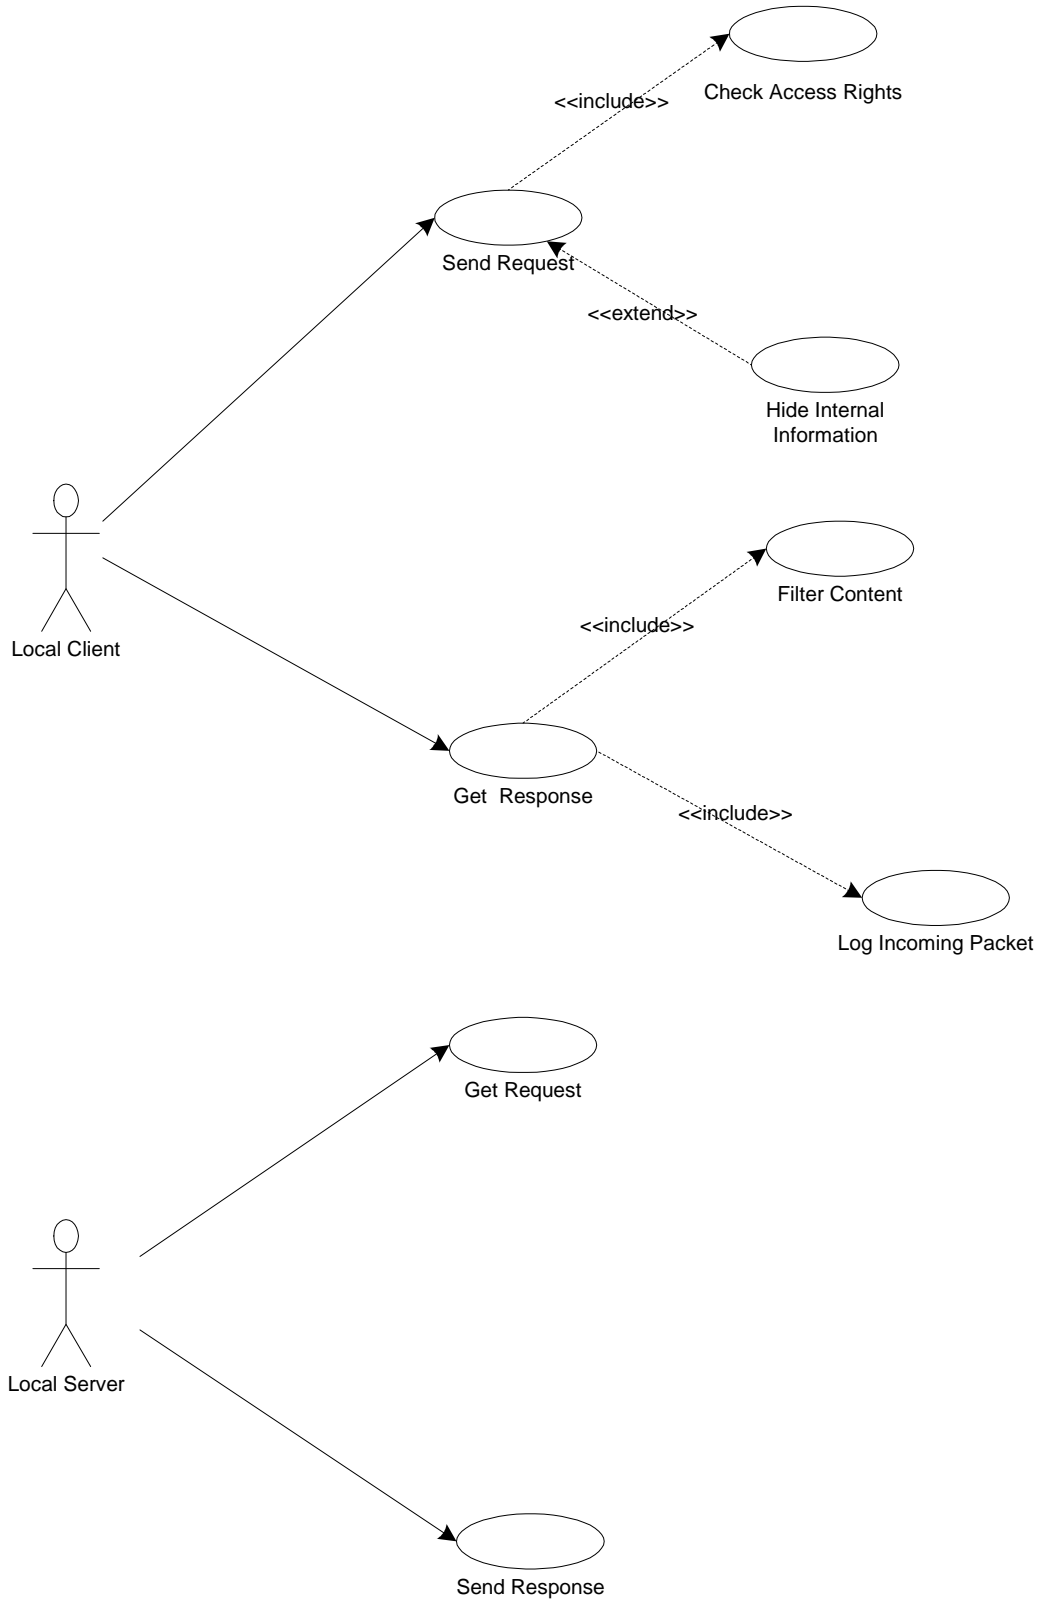 Check Access Rights
<<include>>
Send Request
<<extend>>
Hide Internal
Information
Filter Content
<<include>>
Local Client
Get  Response
<<include>>
Log Incoming Packet
Get Request
Local Server
Send Response